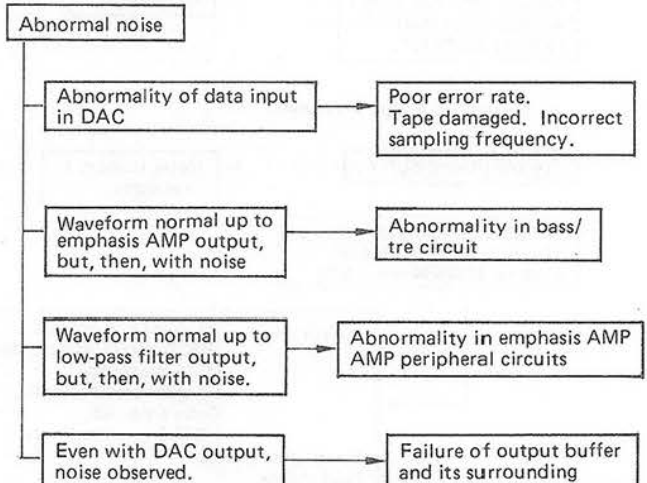 Abnormal noise
Abnormality of data input
in DAC
Poor error rate.
Tape damaged. Incorrect
sampling frequency.
Waveform normal up to
emphasis AMP output,
but, then, with noise
Abnormality in bass/
tre circuit
Waveform normal up to
low-pass filter output,
but, then, with noise.
Abnormality in emphasis AMP
AMP peripheral circuits
Even with DAC output,
noise observed.
Failure of output buffer
and its surrounding